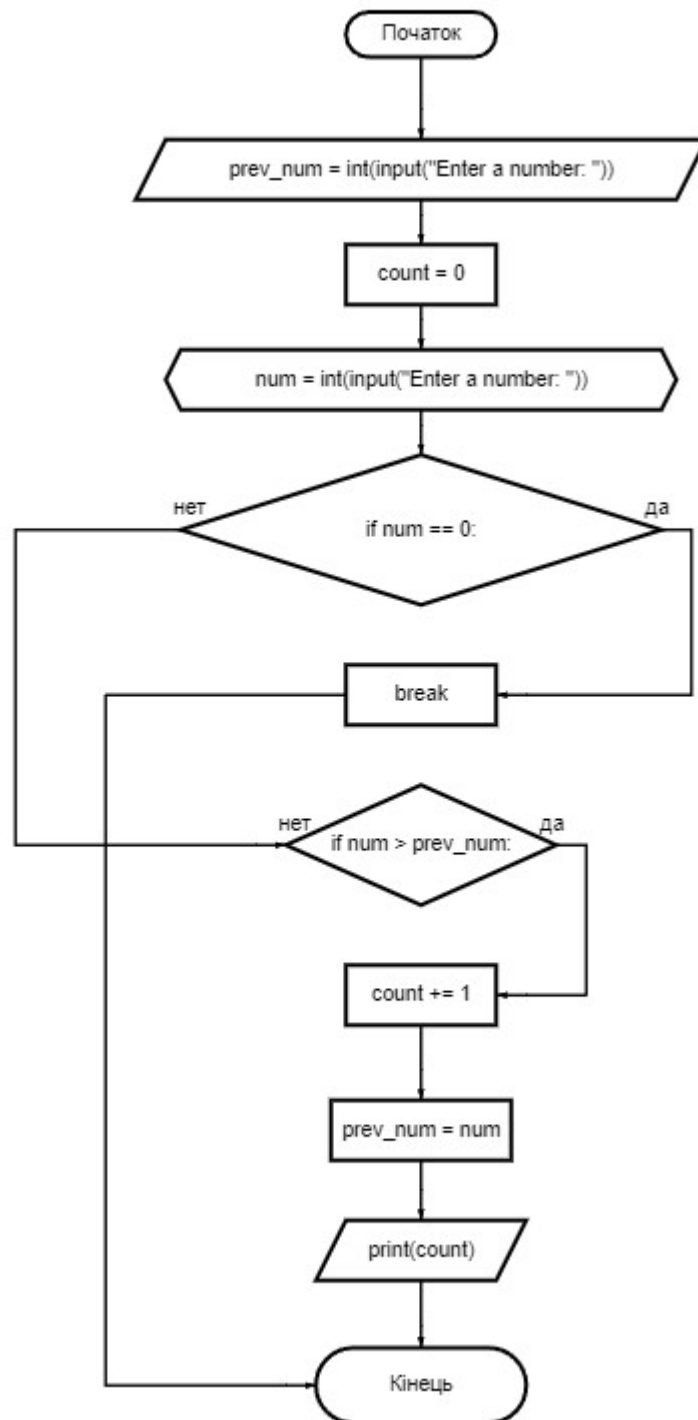 Початок
prev_num = int(input("Enter a number: "))
count = 0
num = int(input("Enter a number: "))
нет
да
if num == 0:
break
нет
да
if num > prev_num:
count += 1
prev_num = num
print(count)
Кінець